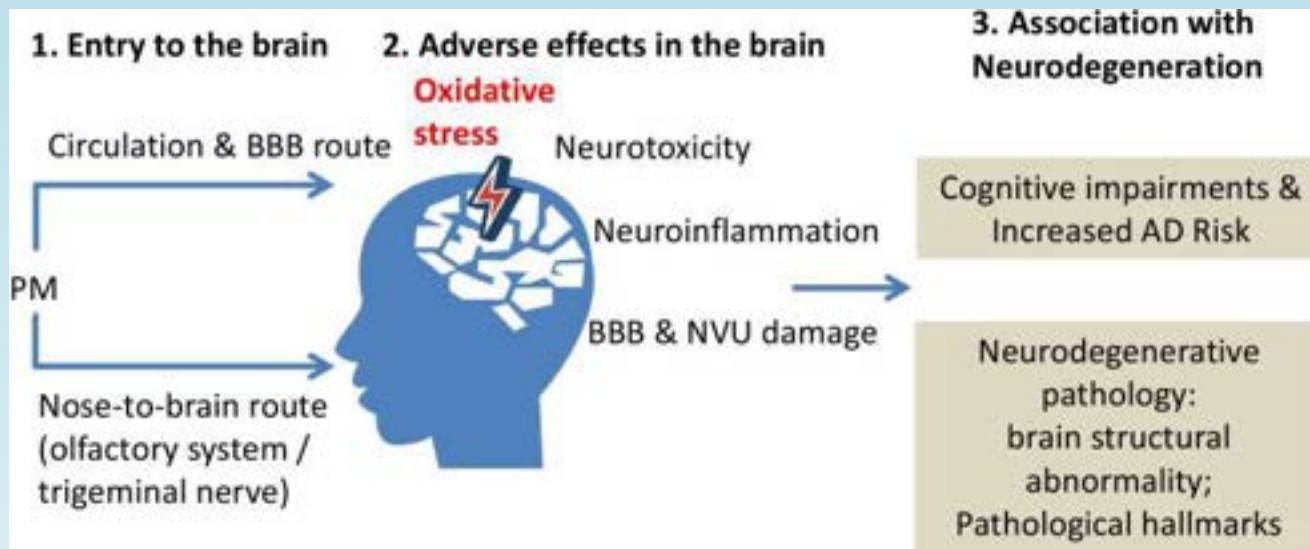 1. Entry to the brain
2. Adverse effects in the brain
3. Association with
Neurodegeneration
Circulation & BBB route
PM
Nose-to-brain route
(olfactory system /
trigeminal nerve)
Oxidative
stress
Neurotoxicity
Neuroinflammation
BBB & NVU damage
Cognitive impairments &
Increased AD Risk
Neurodegenerative
pathology:
brain structural
abnormality;
Pathological hallmarks